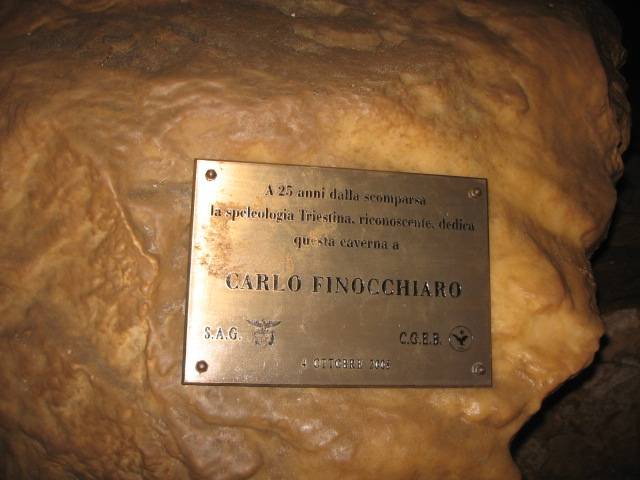 A 25 anni dalla scomparsa
la speleologia Triestina, riconoscente, dedica
questa caverna a
CARLO FINOCCHIARO
S.A.G. C.G.E.B.
4 OTTOBRE